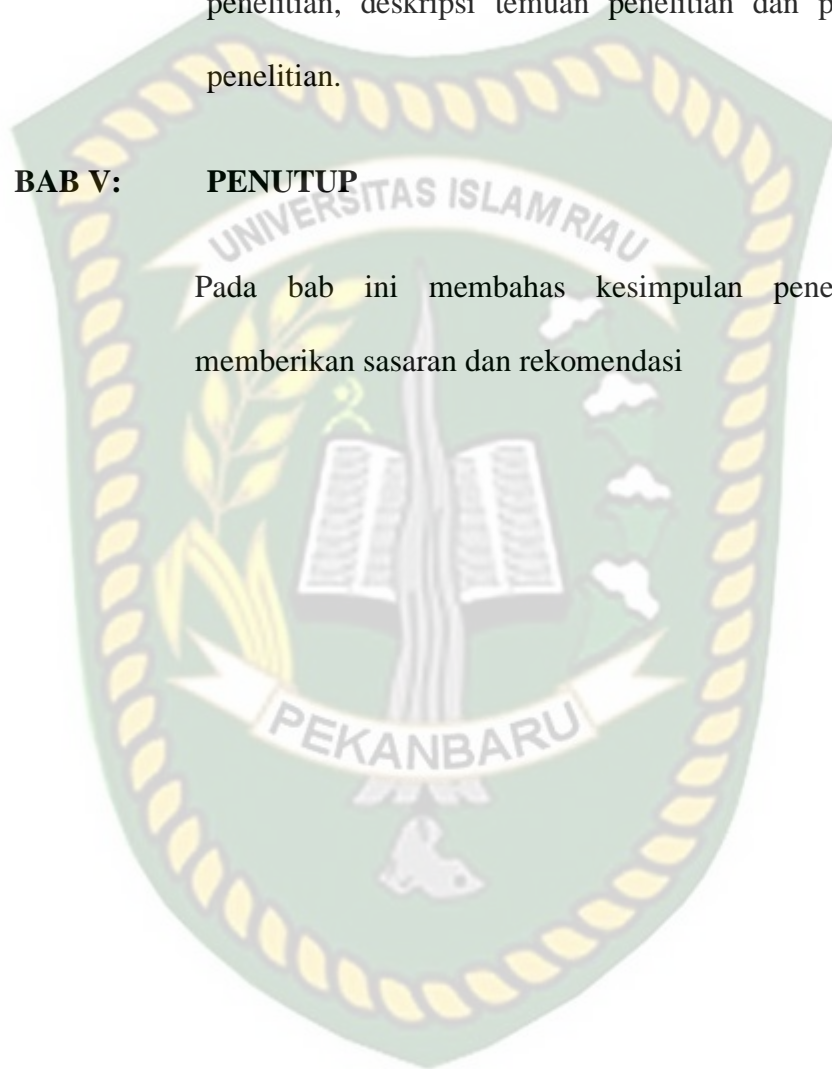 penelitian, deskripsi temuan penelitian dan p
penelitian.
BAB V: PENUTUP
UNIVERSITAS ISLAM RIAU
Pada bab ini membahas kesimpulan pene
memberikan sasaran dan rekomendasi
PEKANBARU